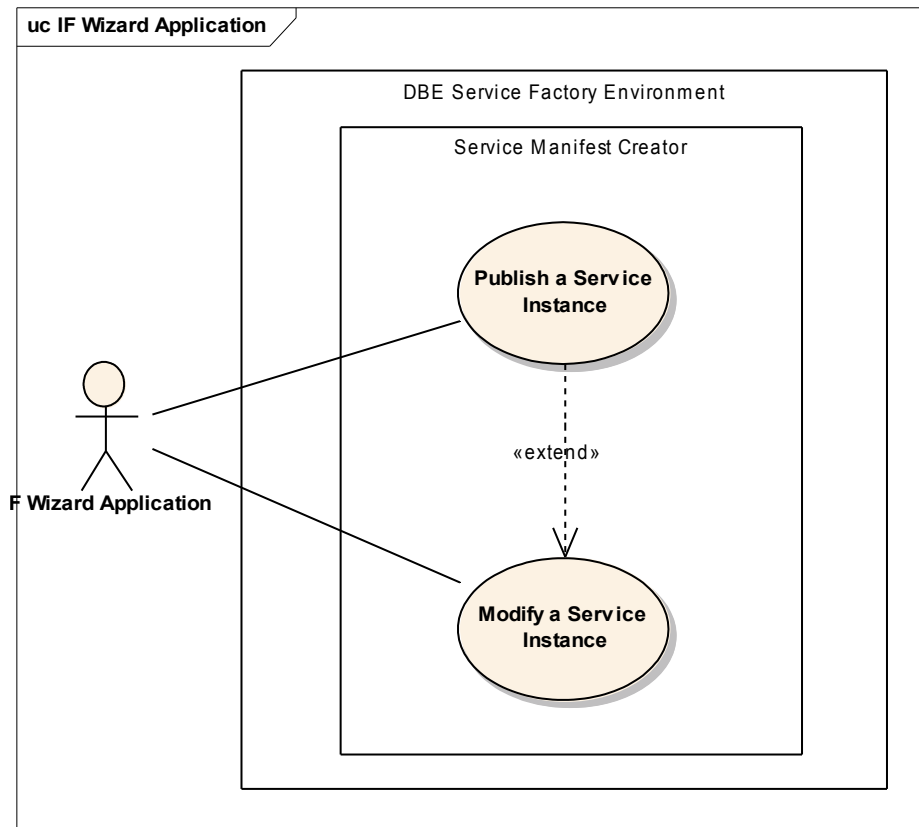 uc IF Wizard Application
DBE Service Factory Environment
Service Manifest Creator
Publish a Service
Instance
«extend»
F Wizard Application
Modify a Service
Instance